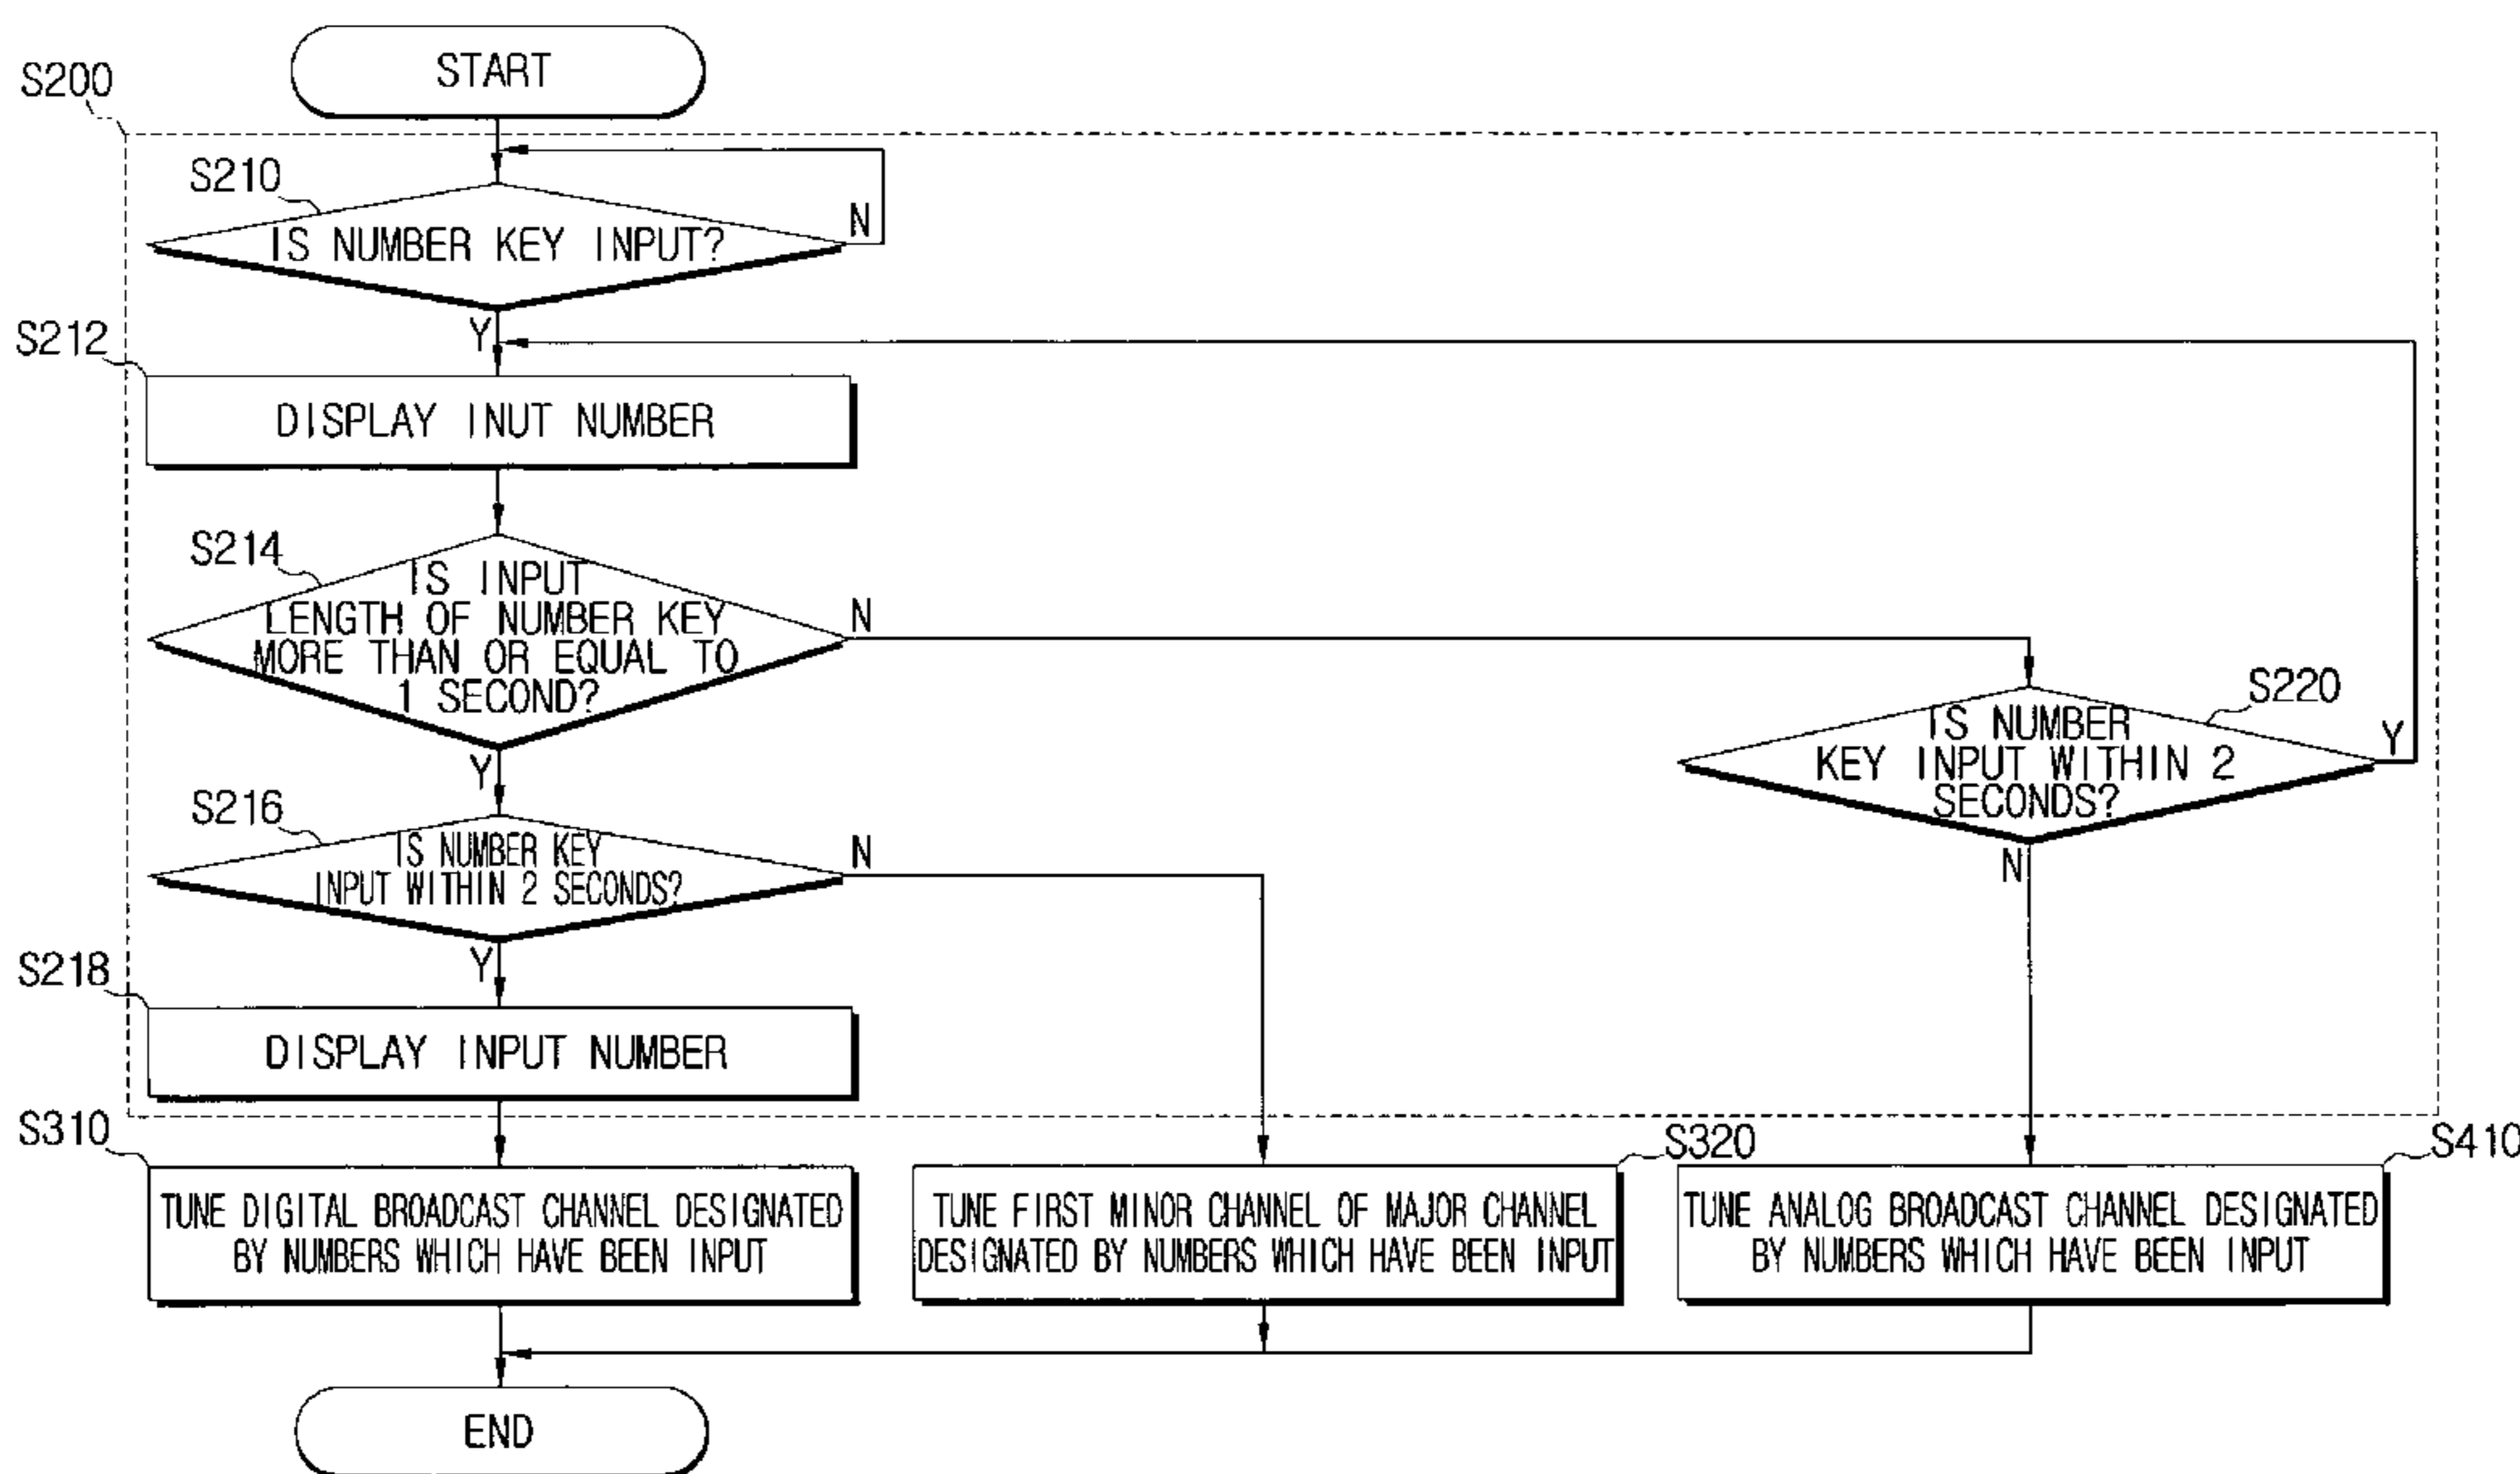 START
S200
S210
N
IS NUMBER KEY INPUT?
Y
S212
DISPLAY INUT NUMBER
S214
IS INPUT
LENGTH OF NUMBER KEY
MORE THAN OR EQUAL TO
1 SECOND?
N
Y
S220
IS NUMBER
KEY INPUT WITHIN 2
SECONDS?
Y
N
S216
IS NUMBER KEY
INPUT WITHIN 2 SECONDS?
N
Y
S218
DISPLAY INPUT NUMBER
S310
TUNE DIGITAL BROADCAST CHANNEL DESIGNATED
BY NUMBERS WHICH HAVE BEEN INPUT
S320
TUNE FIRST MINOR CHANNEL OF MAJOR CHANNEL
DESIGNATED BY NUMBERS WHICH HAVE BEEN INPUT
S410
TUNE ANALOG BROADCAST CHANNEL DESIGNATED
BY NUMBERS WHICH HAVE BEEN INPUT
END